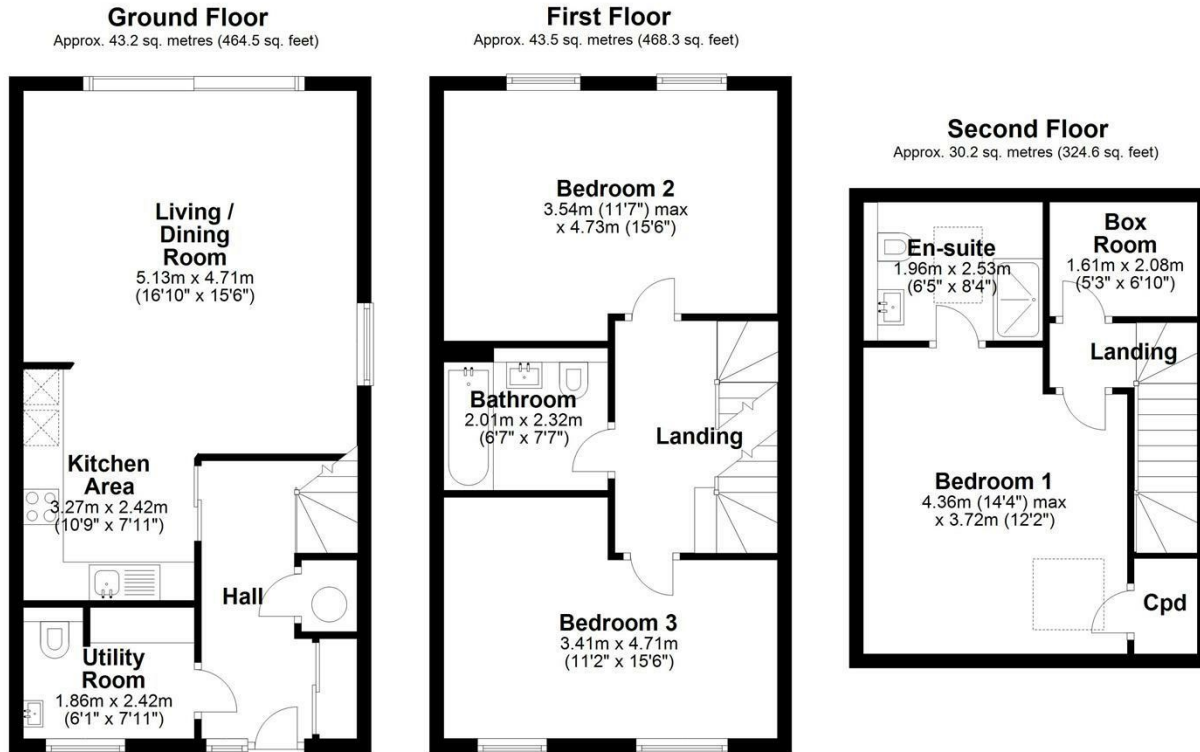 Ground Floor
Approx. 43.2 sq. metres (464.5 sq. feet)
Living /
Dining
Room
5.13m x 4.71m
(16'10" x 15'6")
Kitchen
Area
3.27m x 2.42m
(10'9" x 7'11")
Hall
Utility
Room
1.86m x 2.42m
(6'1" x 7'11")
First Floor
Approx. 43.5 sq. metres (468.3 sq. feet)
Bedroom 2
3.54m (11'7") max
x 4.73m (15'6")
Bathroom
2.01m x 2.32m
(6'7" x 7'7")
Landing
Bedroom 3
3.41m x 4.71m
(11'2" x 15'6")
Second Floor
Approx. 30.2 sq. metres (324.6 sq. feet)
En-suite
1.96m x 2.53m
(6'5" x 8'4")
Box
Room
1.61m x 2.08m
(5'3" x 6'10")
Landing
Bedroom 1
4.36m (14'4") max
x 3.72m (12'2")
Cpd